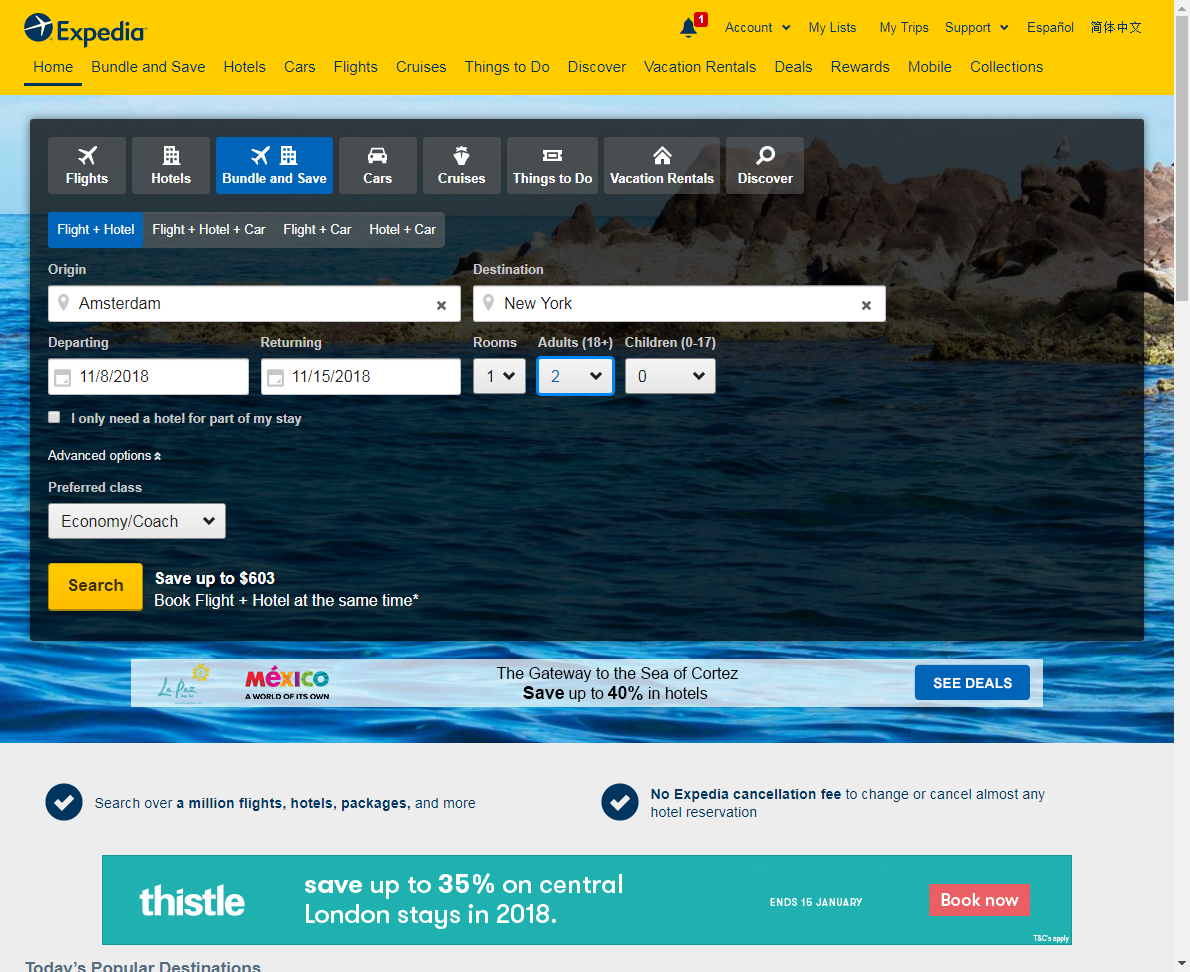 Expedia
1
Account
My Lists
My Trips
Support
Español
简体中文
Home
Bundle and Save
Hotels
Cars
Flights
Cruises
Things to Do
Discover
Vacation Rentals
Deals
Rewards
Mobile
Collections
Flights
Hotels
Bundle and Save
Cars
Cruises
Things to Do
Vacation Rentals
Discover
Flight + Hotel
Flight + Hotel + Car
Flight + Car
Hotel + Car
Origin
Destination
Amsterdam
New York
Departing
Returning
Rooms
Adults (18+)
Children (0-17)
11/8/2018
11/15/2018
1
2
0
I only need a hotel for part of my stay
Advanced options
Preferred class
Economy/Coach
Search
Save up to $603
Book Flight + Hotel at the same time*
La Paz
MÉXICO
A WORLD OF ITS OWN
The Gateway to the Sea of Cortez
Save up to 40% in hotels
SEE DEALS
Search over a million flights, hotels, packages, and more
No Expedia cancellation fee to change or cancel almost any
hotel reservation
thistle
save up to 35% on central
London stays in 2018.
ENDS 15 JANUARY
Book now
T&C's apply
Today's Popular Destinations